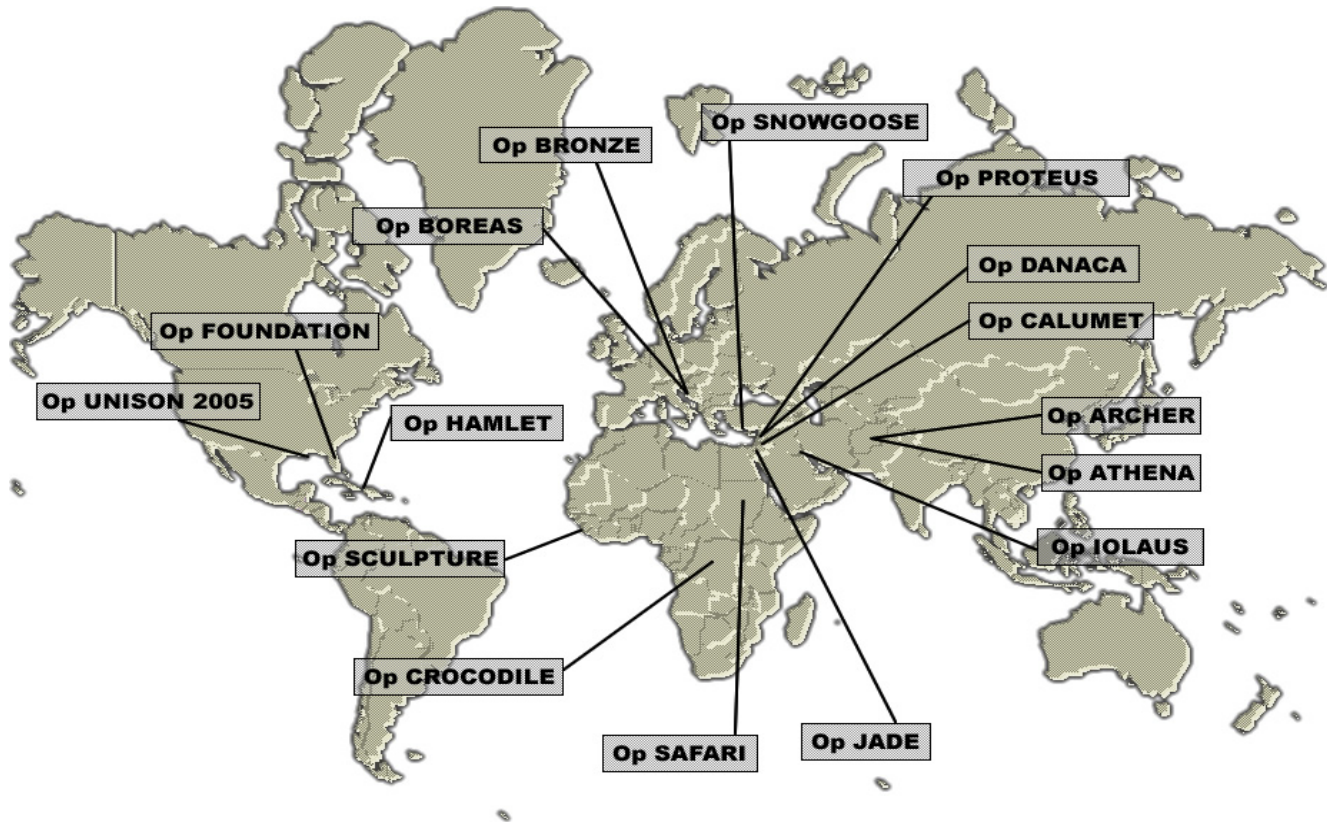 Op SNOWGOOSE
Op BRONZE
Op PROTEUS
Op BOREAS
Op DANACA
Op CALUMET
Op FOUNDATION
Op UNISON 2005
Op HAMLET
Op ARCHER
Op ATHENA
Op IOLAUS
Op SCULPTURE
Op CROCODILE
Op JADE
Op SAFARI